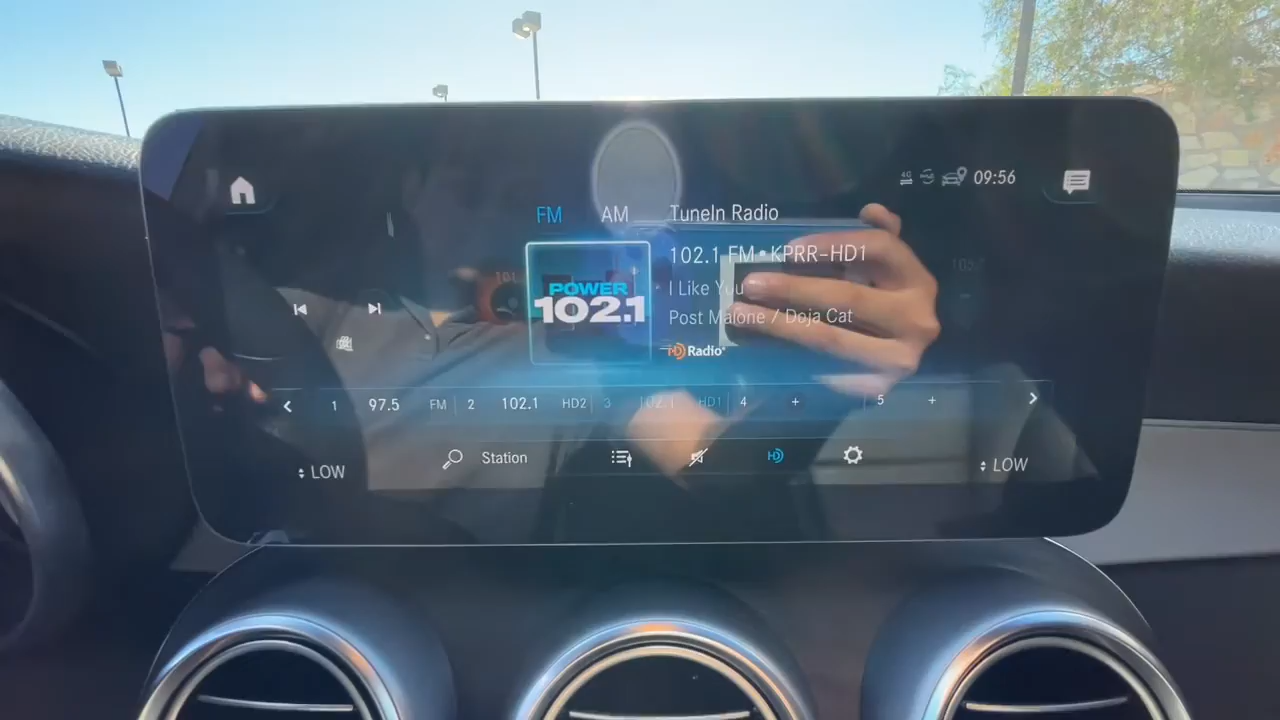 4G 09:56
FM AM TuneIn Radio
102.1 FM • KPRR-HD1
I Like You
Post Malone / Doja Cat
POWER
102.1
HD Radio
1 97.5 FM 2 102.1 HD2 3 102.1 HD1 4 + 5 +
LOW Station HD LOW